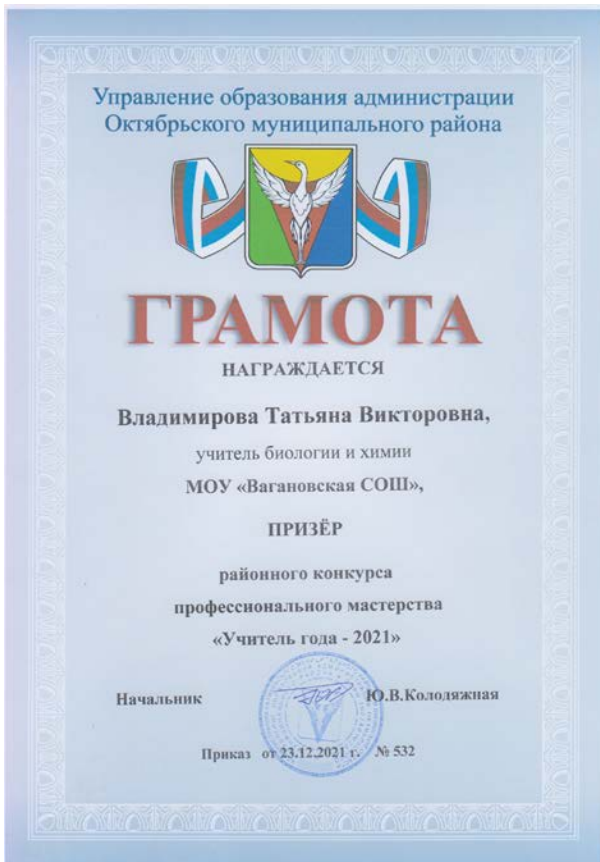 Управление образования администрации
Октябрьского муниципального района
ГРАМОТА
НАГРАЖДАЕТСЯ
Владимирова Татьяна Викторовна,
учитель биологии и химии
МОУ «Вагановская СОШ»,
ПРИЗЁР
районного конкурса
профессионального мастерства
«Учитель года - 2021»
Начальник Ю.В.Колодяжная
Приказ от 23.12.2021 г. № 532